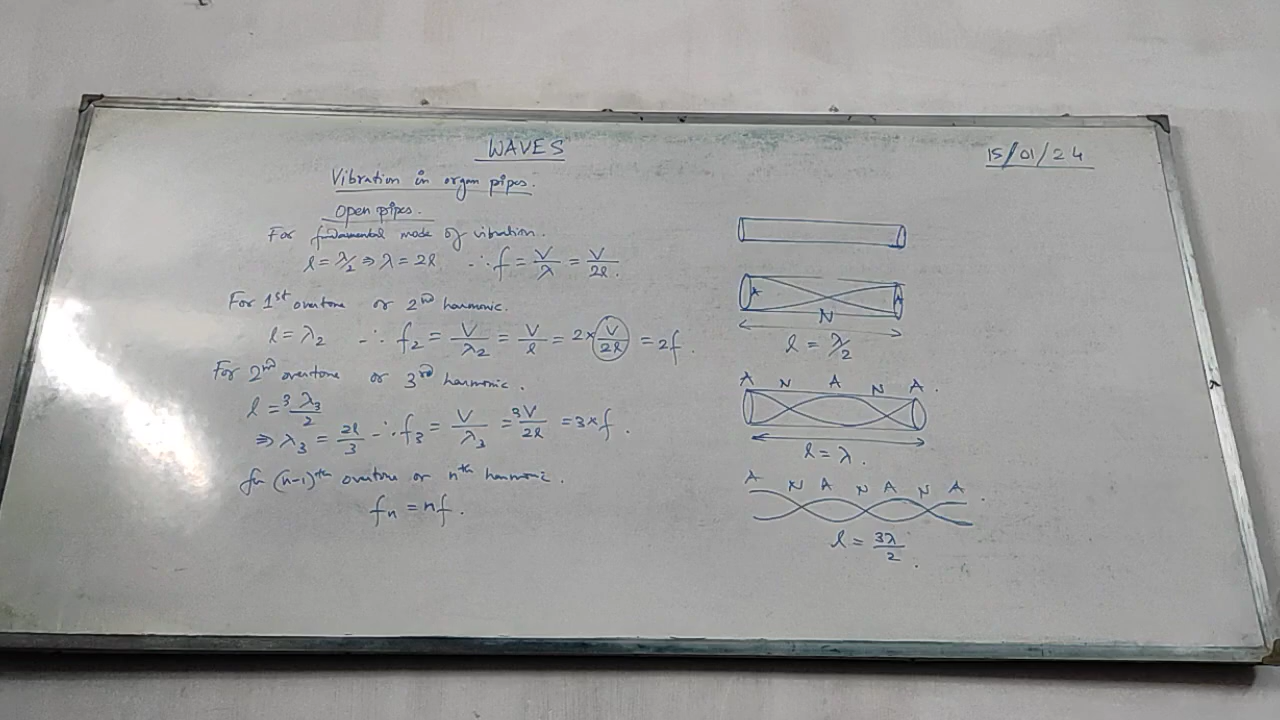 WAVES
15/01/24
Vibration in organ pipes.
Open pipes.
For fundamental mode of vibration.
l = λ/2 ⇒ λ = 2l ∴ f = V/λ = V/2l.
For 1st overtone or 2nd harmonic.
l = λ2 ∴ f2 = V/λ2 = V/l = 2× V/2l = 2f.
For 2nd overtone or 3rd harmonic.
l = 3 λ3/2
⇒ λ3 = 2l/3 ∴ f3 = V/λ3 = 3V/2l = 3×f.
for (n-1)th overtone or nth harmonic.
fn = nf.
A A
N
l = λ/2
A N A N A.
l = λ.
A N A N A N A.
l = 3λ/2.